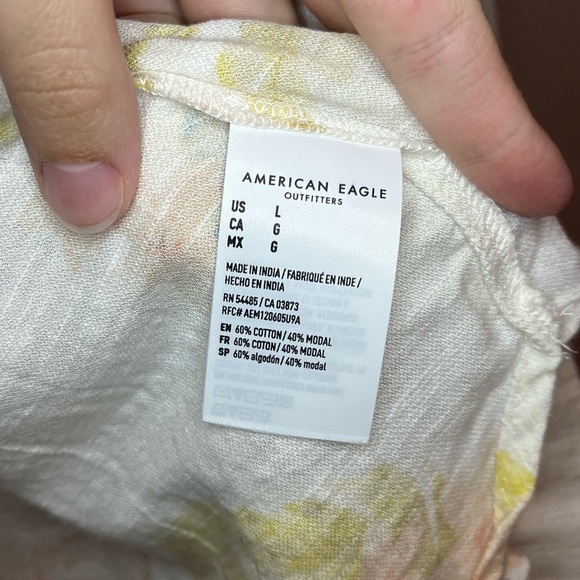 AMERICAN EAGLE
OUTFITTERS
US L
CA G
MX G
MADE IN INDIA / FABRIQUÉ EN INDE /
HECHO EN INDIA
RN 54485 / CA 03873
RFC# AEM120605U9A
EN 60% COTTON / 40% MODAL
FR 60% COTON / 40% MODAL
SP 60% algodón / 40% modal